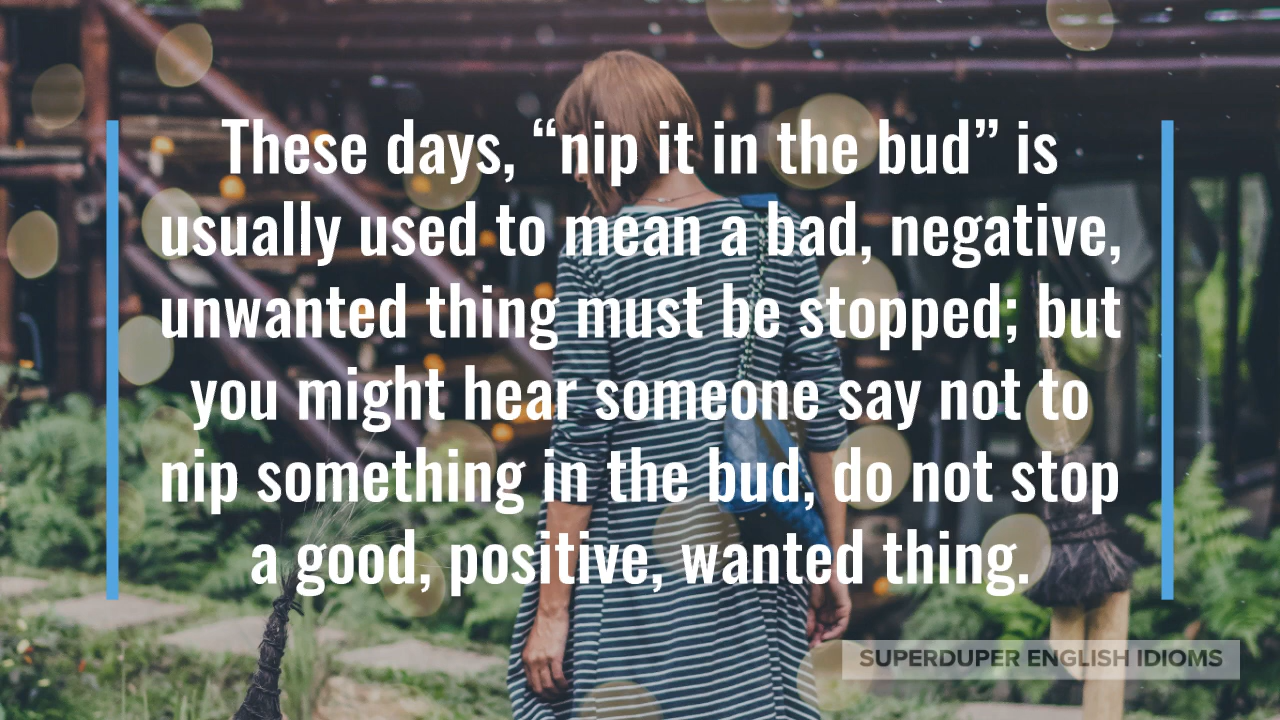 These days, “nip it in the bud” is
usually used to mean a bad, negative,
unwanted thing must be stopped; but
you might hear someone say not to
nip something in the bud, do not stop
a good, positive, wanted thing.
SUPERDUPER ENGLISH IDIOMS